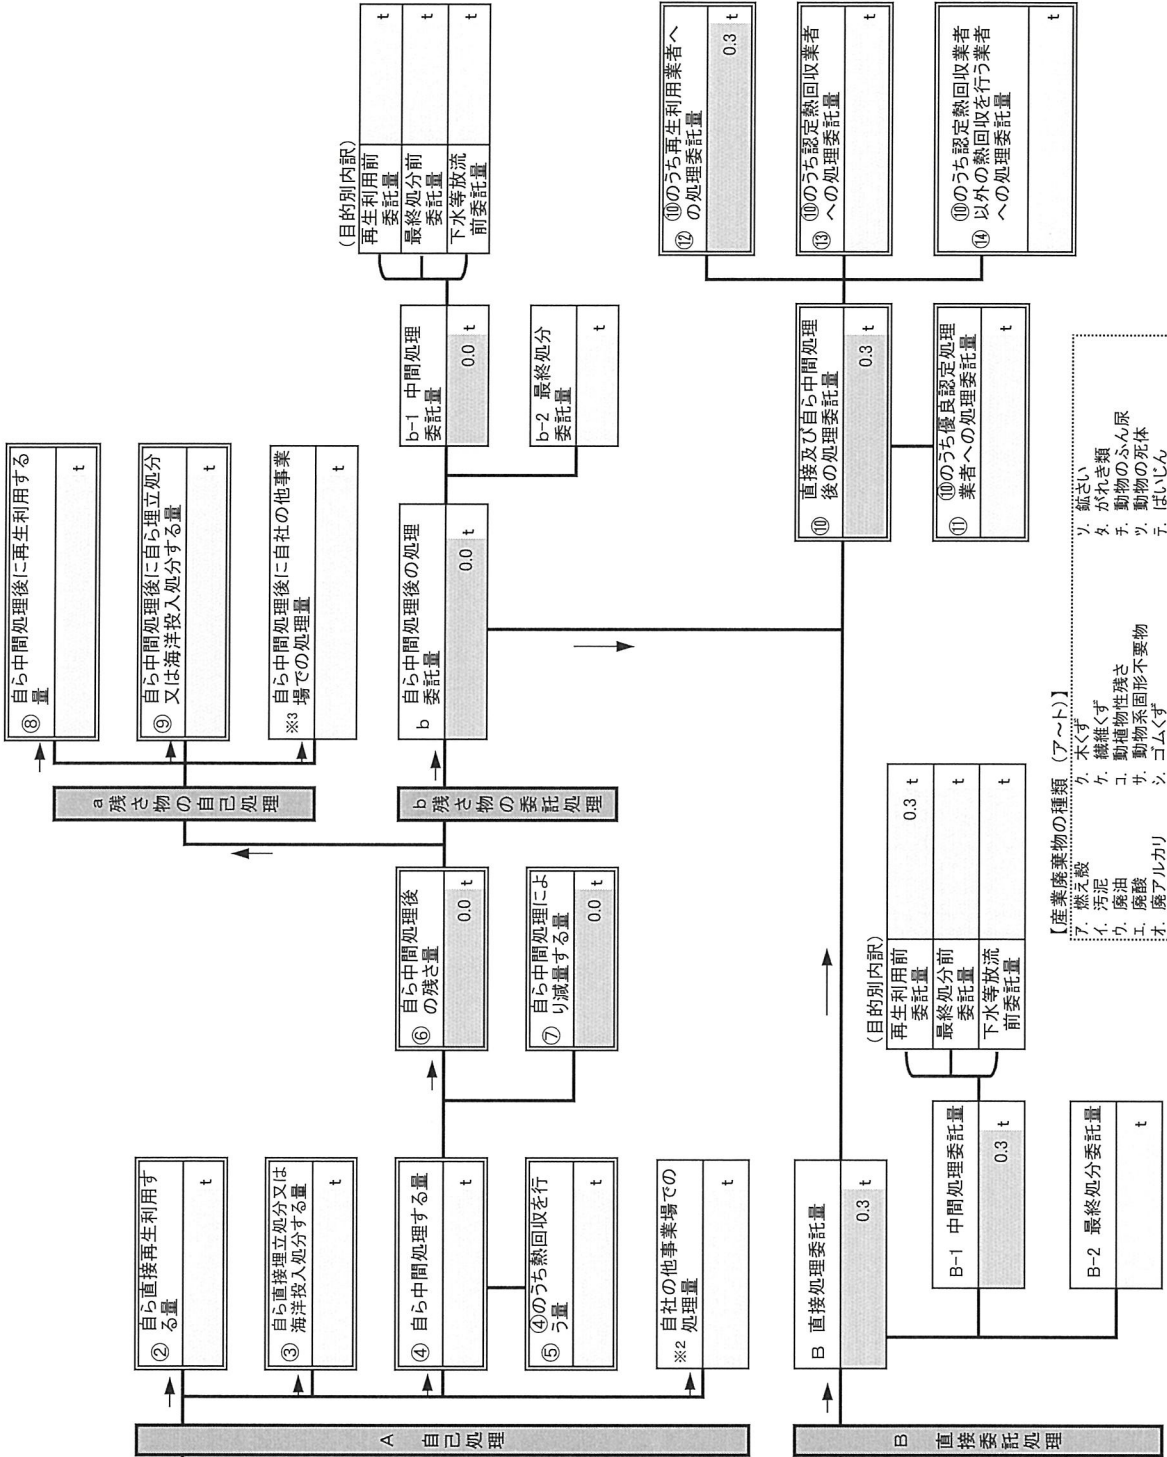 A 自己処理
② 自ら直接再生利用す
る量
t
③ 自ら直接埋立処分又は
海洋投入処分する量
t
④ 自ら中間処理する量
t
⑤ ④のうち熱回収を行
う量
t
※2 自社の他事業場での
処理量
t
⑥ 自ら中間処理後
の残さ量
0.0 t
⑦ 自ら中間処理によ
り減量する量
0.0 t
a 残さ物の自己処理
⑧ 自ら中間処理後に再生利用する
量
t
⑨ 自ら中間処理後に自ら埋立処分
又は海洋投入処分する量
t
※3 自ら中間処理後に自社の他事業
場での処理量
t
b 残さ物の委託処理
b 自ら中間処理後の処理
委託量
0.0 t
b-1 中間処理
委託量
0.0 t
b-2 最終処分
委託量
t
(目的別内訳)
再生利用前
委託量
t
最終処分前
委託量
t
下水等放流
前委託量
t
B 直接委託処理
B 直接処理委託量
0.3 t
B-1 中間処理委託量
0.3 t
B-2 最終処分委託量
t
(目的別内訳)
再生利用前
委託量
0.3 t
最終処分前
委託量
t
下水等放流
前委託量
t
⑩ 直接及び自ら中間処理
後の処理委託量
0.3 t
⑪ ⑩のうち優良認定処理
業者への処理委託量
t
⑫ ⑩のうち再生利用業者へ
の処理委託量
0.3 t
⑬ ⑩のうち認定熱回収業者
への処理委託量
t
⑭ ⑩のうち認定熱回収業者
以外の熱回収を行う業者
への処理委託量
t
【産業廃棄物の種類 (ア~ト)】
ア. 燃え殻
イ. 汚泥
ウ. 廃油
エ. 廃酸
オ. 廃アルカリ
ク. 木くず
ケ. 繊維くず
コ. 動植物性残さ
サ. 動物系固形不要物
シ. ゴムくず
ソ. 鉱さい
タ. がれき類
チ. 動物のふん尿
ツ. 動物の死体
テ. ばいじん